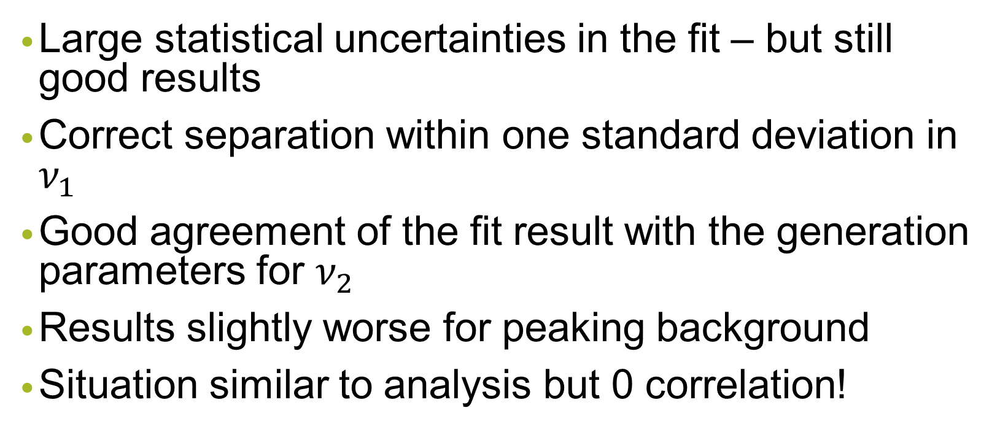 • Large statistical uncertainties in the fit – but still
good results
• Correct separation within one standard deviation in
𝜈₁
• Good agreement of the fit result with the generation
parameters for 𝜈₂
• Results slightly worse for peaking background
• Situation similar to analysis but 0 correlation!